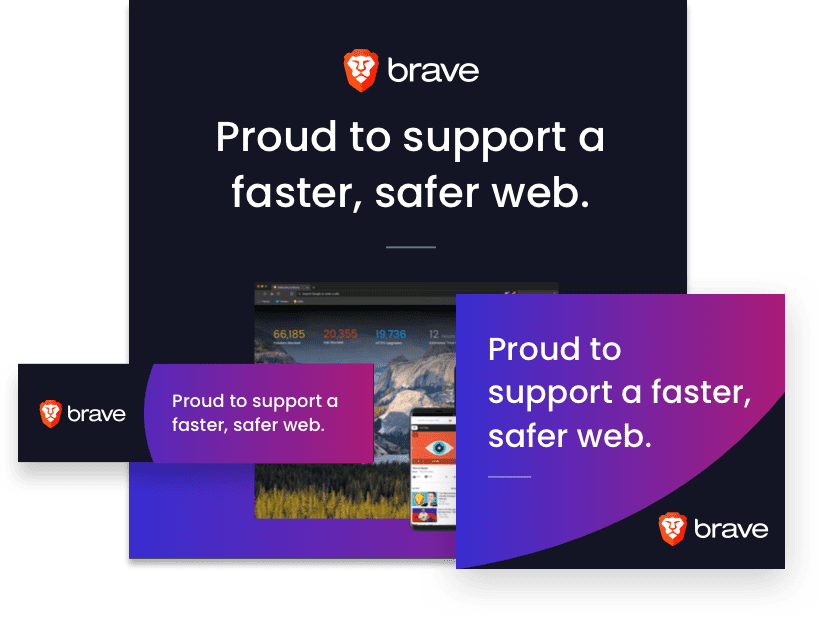 brave
Proud to support a
faster, safer web.
66,185
20,355
19,736
12
brave
Proud to support a
faster, safer web.
Proud to
support a faster,
safer web.
brave